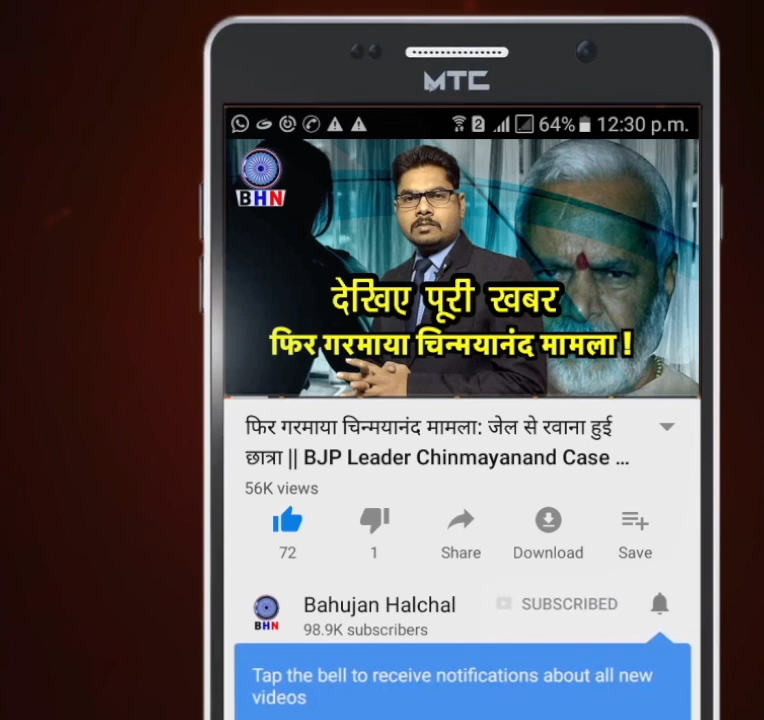 MTC
2 64% 12:30 p.m.
BHN
देखिए पूरी खबर
फिर गरमाया चिन्मयानंद मामला !
फिर गरमाया चिन्मयानंद मामला: जेल से रवाना हुई
छात्रा || BJP Leader Chinmayanand Case ...
56K views
72
1
Share
Download
Save
Bahujan Halchal
SUBSCRIBED
BHN
98.9K subscribers
Tap the bell to receive notifications about all new
videos